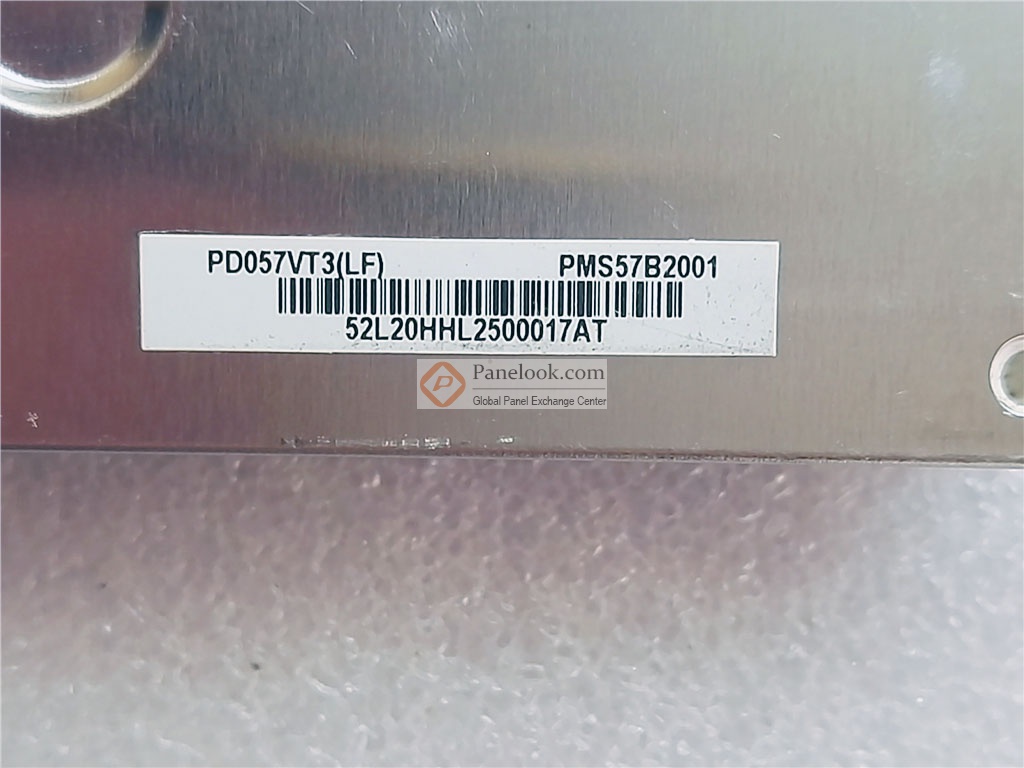 PD057VT3(LF) PMS57B2001
52L20HHL2500017AT
P Panelook.com
Global Panel Exchange Center